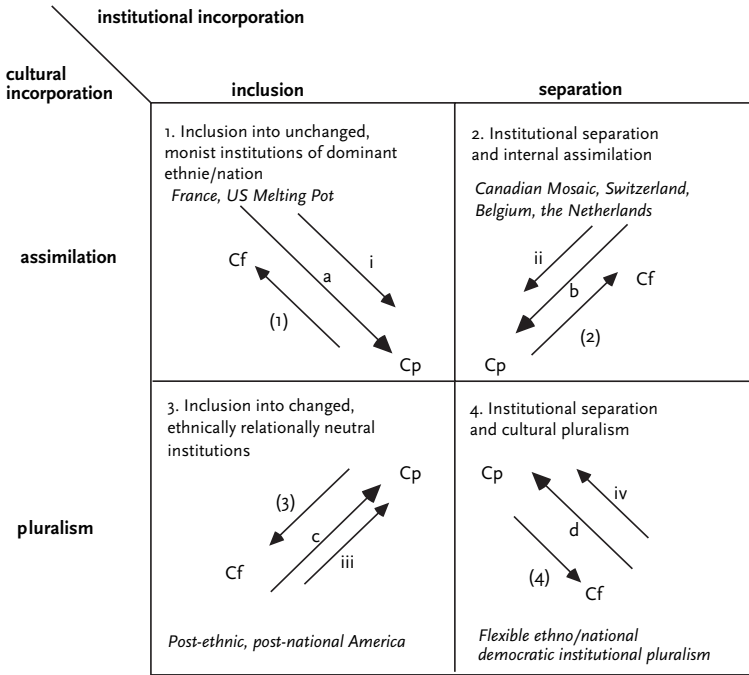 institutional incorporation
cultural
incorporation
inclusion
separation
1. Inclusion into unchanged,
monist institutions of dominant
ethnie/nation
France, US Melting Pot
2. Institutional separation
and internal assimilation
Canadian Mosaic, Switzerland,
Belgium, the Netherlands
assimilation
Cf
i
a
(1)
Cp
ii
Cf
b
(2)
Cp
3. Inclusion into changed,
ethnically relationally neutral
institutions
4. Institutional separation
and cultural pluralism
pluralism
Cp
(3)
c
Cf
iii
Post-ethnic, post-national America
Cp
iv
d
(4)
Cf
Flexible ethno/national
democratic institutional pluralism